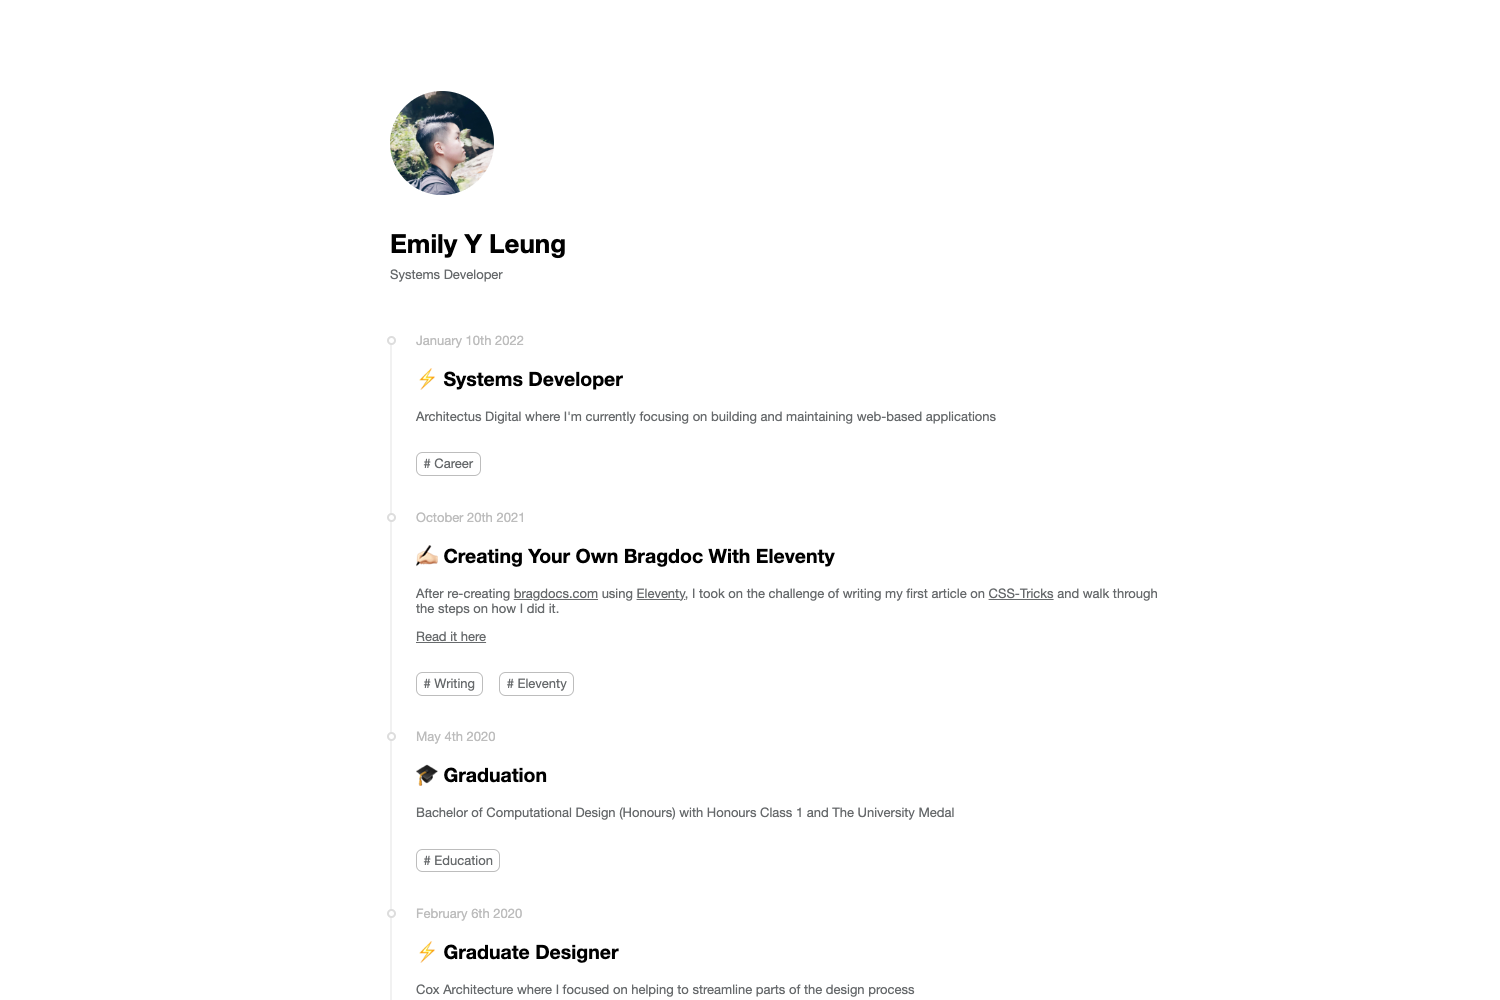 Emily Y Leung
Systems Developer
January 10th 2022
⚡ Systems Developer
Architectus Digital where I'm currently focusing on building and maintaining web-based applications
# Career
October 20th 2021
✍🏻 Creating Your Own Bragdoc With Eleventy
After re-creating bragdocs.com using Eleventy, I took on the challenge of writing my first article on CSS-Tricks and walk through
the steps on how I did it.
Read it here
# Writing # Eleventy
May 4th 2020
🎓 Graduation
Bachelor of Computational Design (Honours) with Honours Class 1 and The University Medal
# Education
February 6th 2020
⚡ Graduate Designer
Cox Architecture where I focused on helping to streamline parts of the design process